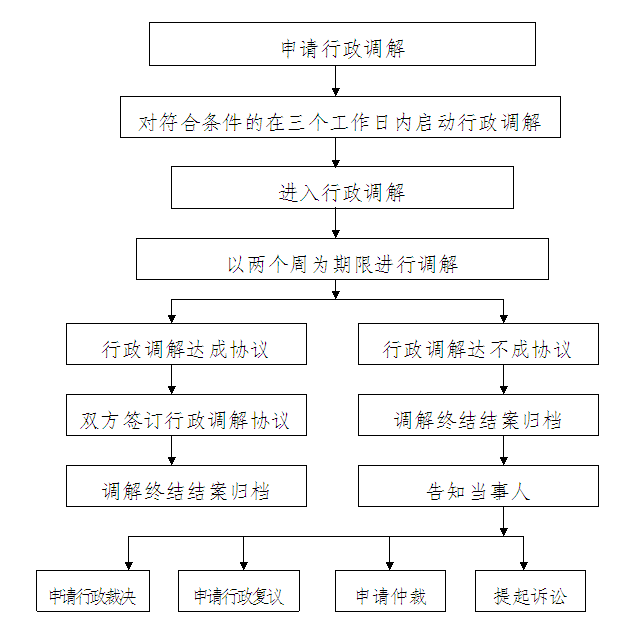 申请行政调解
对符合条件的在三个工作日内启动行政调解
进入行政调解
以两个周为期限进行调解
行政调解达成协议
行政调解达不成协议
双方签订行政调解协议
调解终结结案归档
调解终结结案归档
告知当事人
申请行政裁决
申请行政复议
申请仲裁
提起诉讼